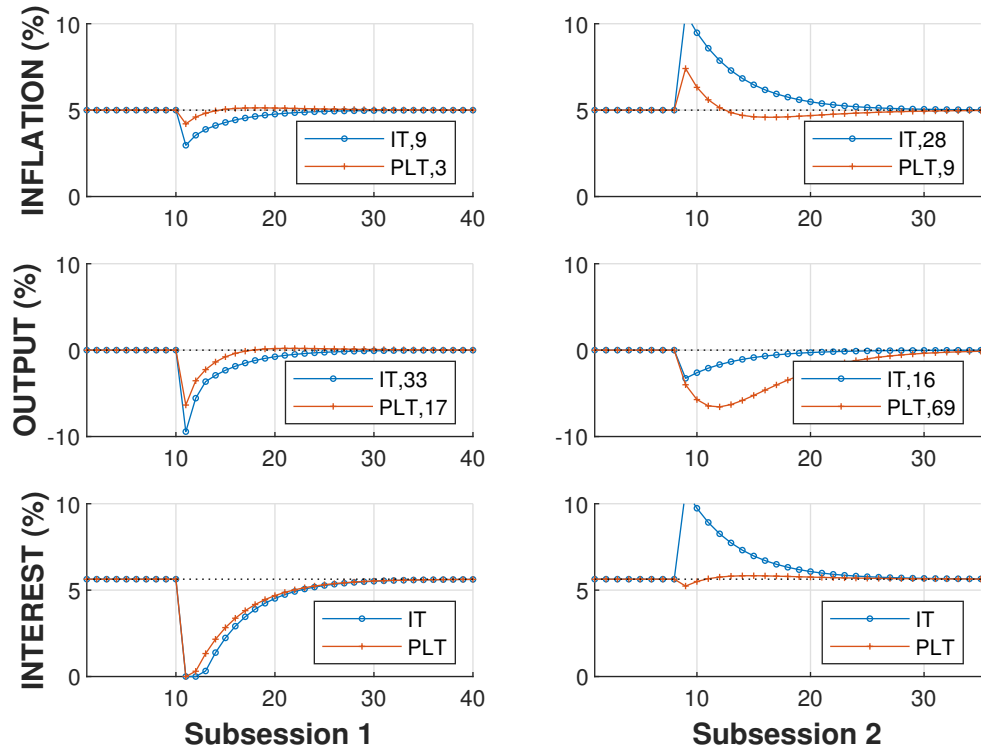 INFLATION (%)
10
5
0
10
20
30
40
IT,9
PLT,3
10
5
0
10
20
30
IT,28
PLT,9
OUTPUT (%)
10
0
-10
10
20
30
40
IT,33
PLT,17
10
0
-10
10
20
30
IT,16
PLT,69
INTEREST (%)
10
5
0
10
20
30
40
IT
PLT
Subsession 1
10
5
0
10
20
30
IT
PLT
Subsession 2